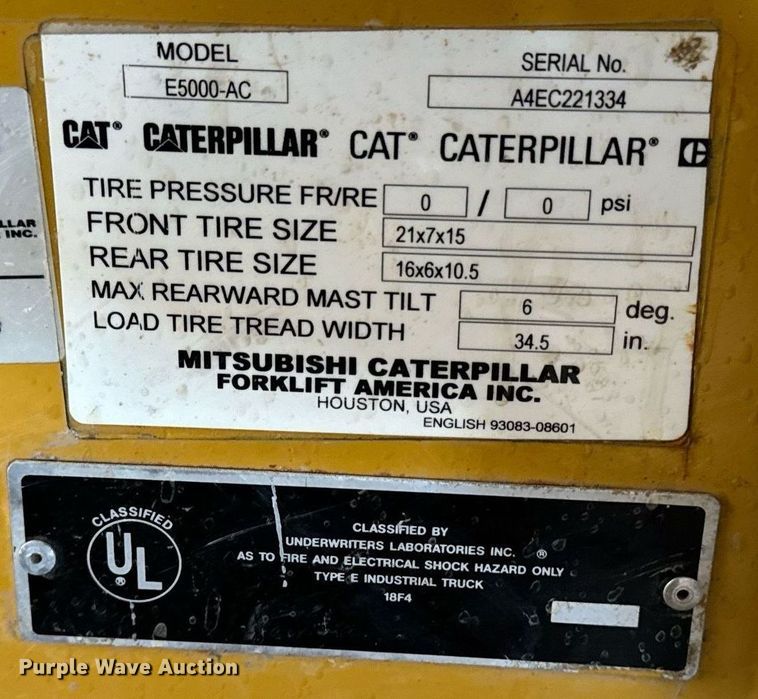 MODEL
E5000-AC
SERIAL No.
A4EC221334
CAT® CATERPILLAR® CAT® CATERPILLAR® C
TIRE PRESSURE FR/RE 0 / 0 psi
FRONT TIRE SIZE 21x7x15
REAR TIRE SIZE 16x6x10.5
MAX REARWARD MAST TILT 6 deg.
LOAD TIRE TREAD WIDTH 34.5 in.
MITSUBISHI CATERPILLAR
FORKLIFT AMERICA INC.
HOUSTON, USA
ENGLISH 93083-08601
LLAR
INC.
CLASSIFIED
UL®
CLASSIFIED BY
UNDERWRITERS LABORATORIES INC. ®
AS TO FIRE AND ELECTRICAL SHOCK HAZARD ONLY
TYPE E INDUSTRIAL TRUCK
18F4
Purple Wave Auction